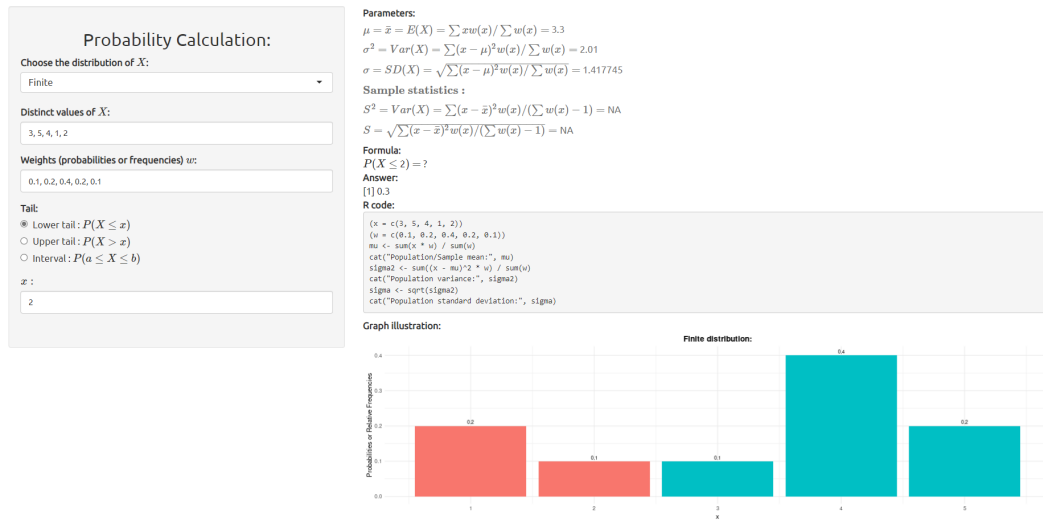 Probability Calculation:
Choose the distribution of X:
Finite
Distinct values of X:
3, 5, 4, 1, 2
Weights (probabilities or frequencies) w:
0.1, 0.2, 0.4, 0.2, 0.1
Tail:
Lower tail : P(X ≤ x)
Upper tail : P(X > x)
Interval : P(a ≤ X ≤ b)
x :
2
Parameters:
μ = x̄ = E(X) = ∑ xw(x)/ ∑ w(x) = 3.3
σ² = Var(X) = ∑(x − μ)²w(x)/ ∑ w(x) = 2.01
σ = SD(X) = √∑(x − μ)²w(x)/ ∑ w(x) = 1.417745
Sample statistics :
S² = Var(X) = ∑(x − x̄)²w(x)/(∑ w(x) − 1) = NA
S = √∑(x − x̄)²w(x)/(∑ w(x) − 1) = NA
Formula:
P(X ≤ 2) = ?
Answer:
[1] 0.3
R code:
(x = c(3, 5, 4, 1, 2))
(w = c(0.1, 0.2, 0.4, 0.2, 0.1))
mu <- sum(x * w) / sum(w)
cat("Population/Sample mean:", mu)
sigma2 <- sum((x - mu)^2 * w) / sum(w)
cat("Population variance:", sigma2)
sigma <- sqrt(sigma2)
cat("Population standard deviation:", sigma)
Graph illustration:
Finite distribution:
Probabilities or Relative Frequencies
0.4
0.3
0.2
0.1
0.0
0.2
0.1
0.1
0.4
0.2
1
2
3
4
5
x